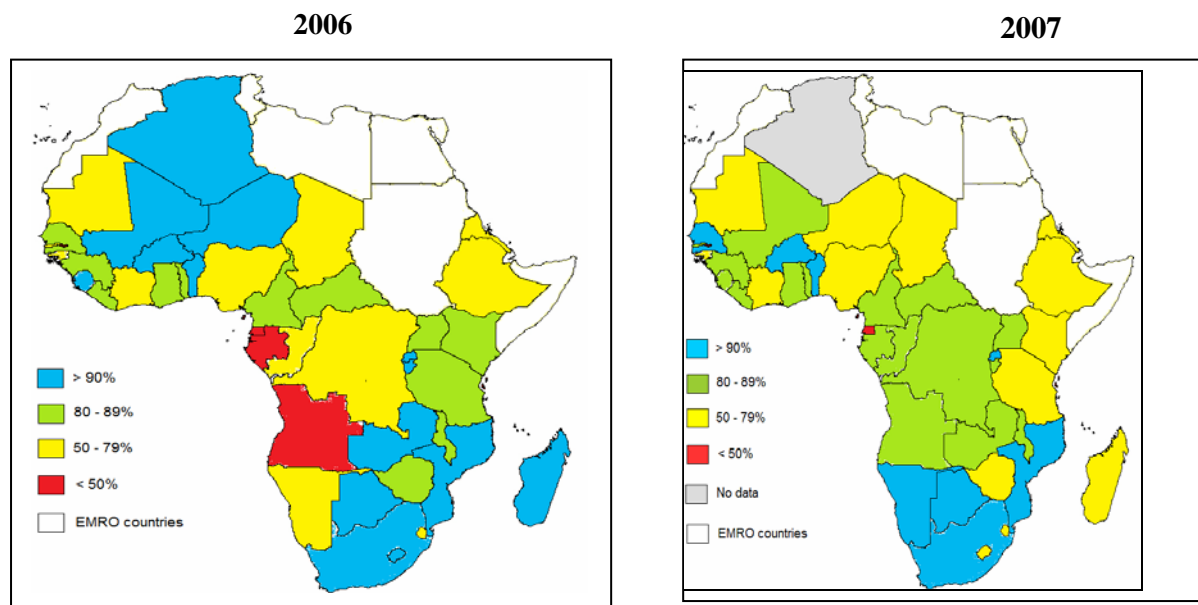 2006
> 90%
80 - 89%
50 - 79%
< 50%
EMRO countries
2007
> 90%
80 - 89%
50 - 79%
< 50%
No data
EMRO countries